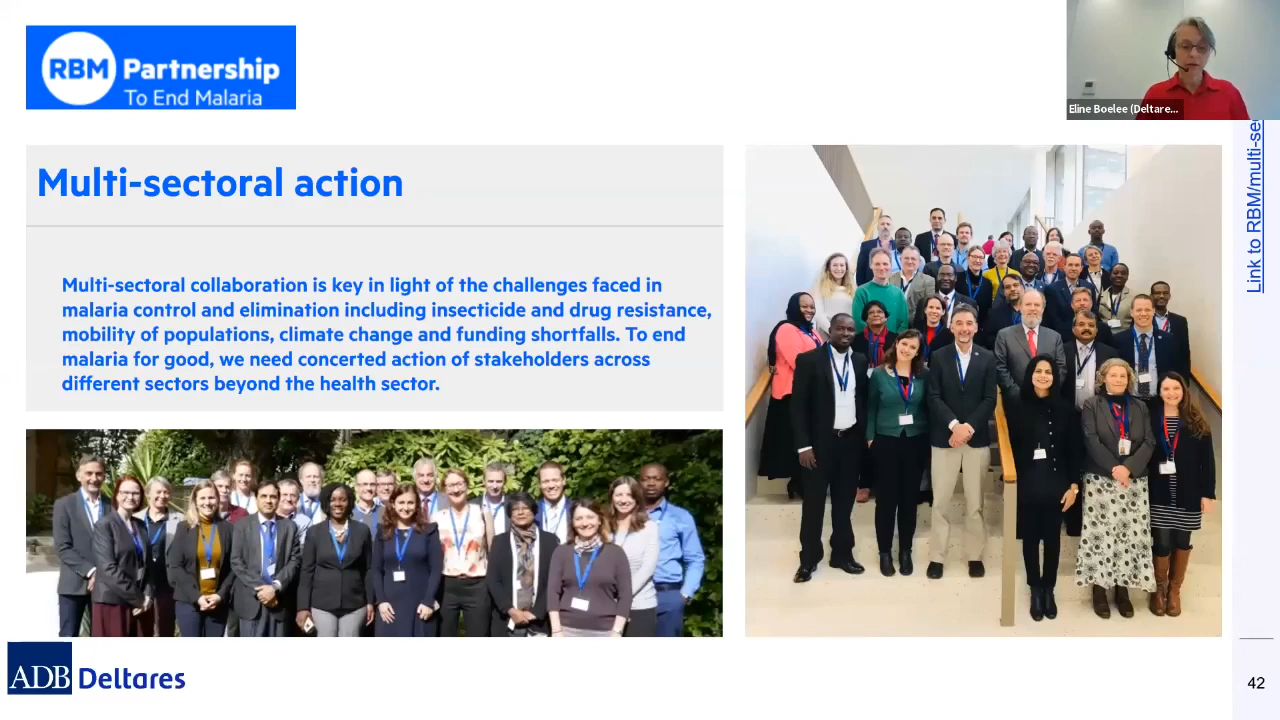 RBM Partnership
To End Malaria
Eline Boelee (Deltare...
Multi-sectoral action
Multi-sectoral collaboration is key in light of the challenges faced in
malaria control and elimination including insecticide and drug resistance,
mobility of populations, climate change and funding shortfalls. To end
malaria for good, we need concerted action of stakeholders across
different sectors beyond the health sector.
Link to RBM/multi-se
ADB Deltares
42